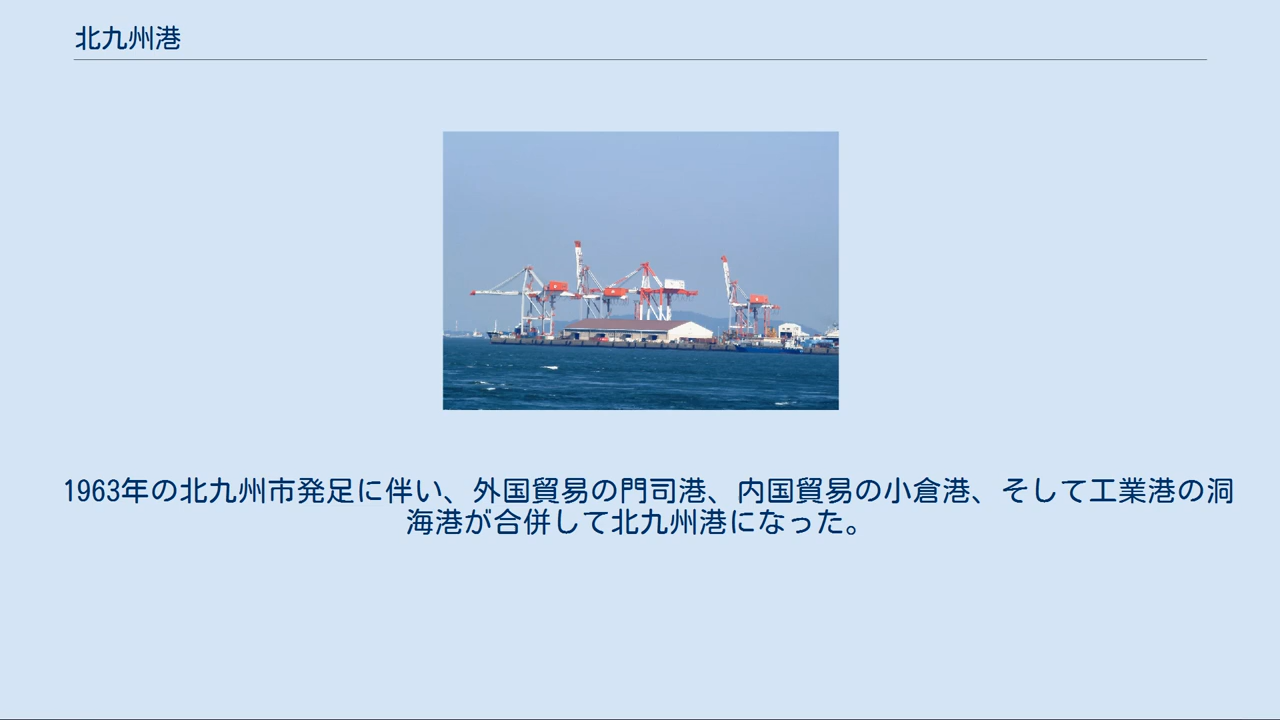 北九州港
1963年の北九州市発足に伴い、外国貿易の門司港、内国貿易の小倉港、そして工業港の洞
海港が合併して北九州港になった。